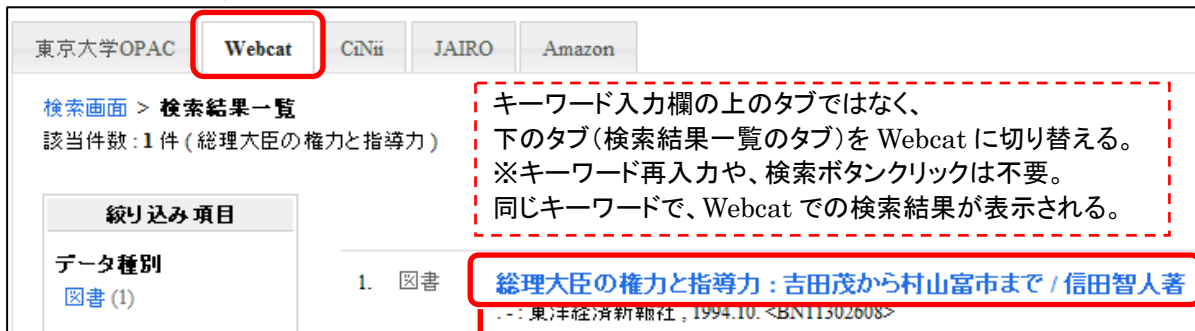 東京大学OPAC Webcat CiNii JAIRO Amazon
検索画面 > 検索結果一覧
該当件数 : 1 件 ( 総理大臣の権力と指導力 )
キーワード入力欄の上のタブではなく、
下のタブ（検索結果一覧のタブ）を Webcat に切り替える。
※キーワード再入力や、検索ボタンクリックは不要。
同じキーワードで、Webcat での検索結果が表示される。
絞り込み項目
データ種別
図書 (1)
1. 図書 総理大臣の権力と指導力 : 吉田茂から村山富市まで / 信田智人著
. - : 東洋経済新報社 , 1994.10. <BN11302608>